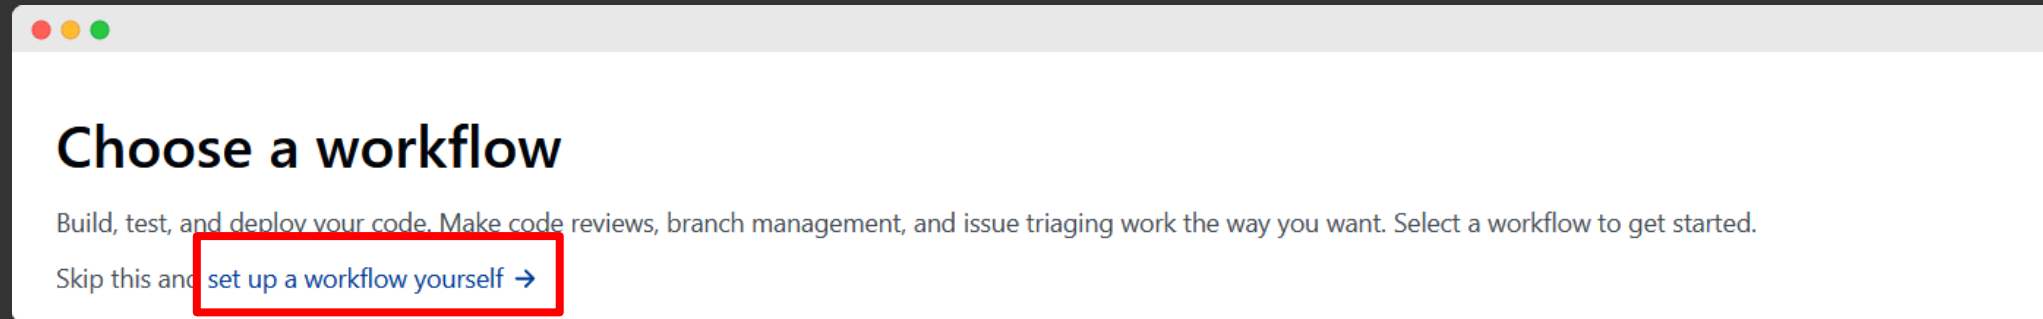 Choose a workflow
Build, test, and deploy your code. Make code reviews, branch management, and issue triaging work the way you want. Select a workflow to get started.
Skip this and set up a workflow yourself →